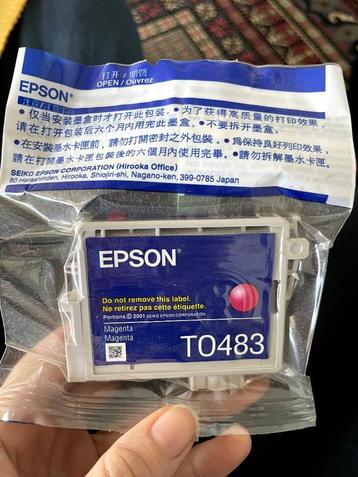 打开 / 開啓
OPEN / Ouvrez
EPSON®
• 仅当安装墨盒时才打开此包装。• 为了获得高质量的打印效果,
请在打开包装后六个月内用完此墨盒。• 不要拆开墨盒。
• 在安裝墨水卡匣前，請勿打開密封之外包裝。• 爲保持良好列印效果，
請在打開墨水卡匣包裝後的六個月內使用完畢。• 請勿拆解墨水卡匣。
SEIKO EPSON CORPORATION (Hirooka Office)
80 Harashinden, Hirooka, Shiojiri-shi, Nagano-ken, 399-0785 Japan
EPSON®
Do not remove this label.
Ne retirez pas cette étiquette.
Portions © 2001 SEIKO EPSON CORPORATION
Magenta
Magenta
T0483